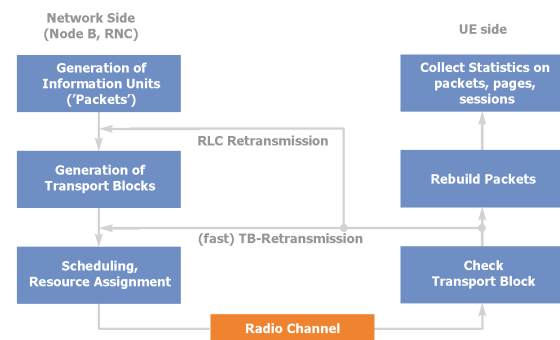 Network Side
(Node B, RNC)
UE side
Generation of
Information Units
('Packets')
Collect Statistics on
packets, pages,
sessions
RLC Retransmission
Generation of
Transport Blocks
Rebuild Packets
(fast) TB-Retransmission
Scheduling,
Resource Assignment
Check
Transport Block
Radio Channel